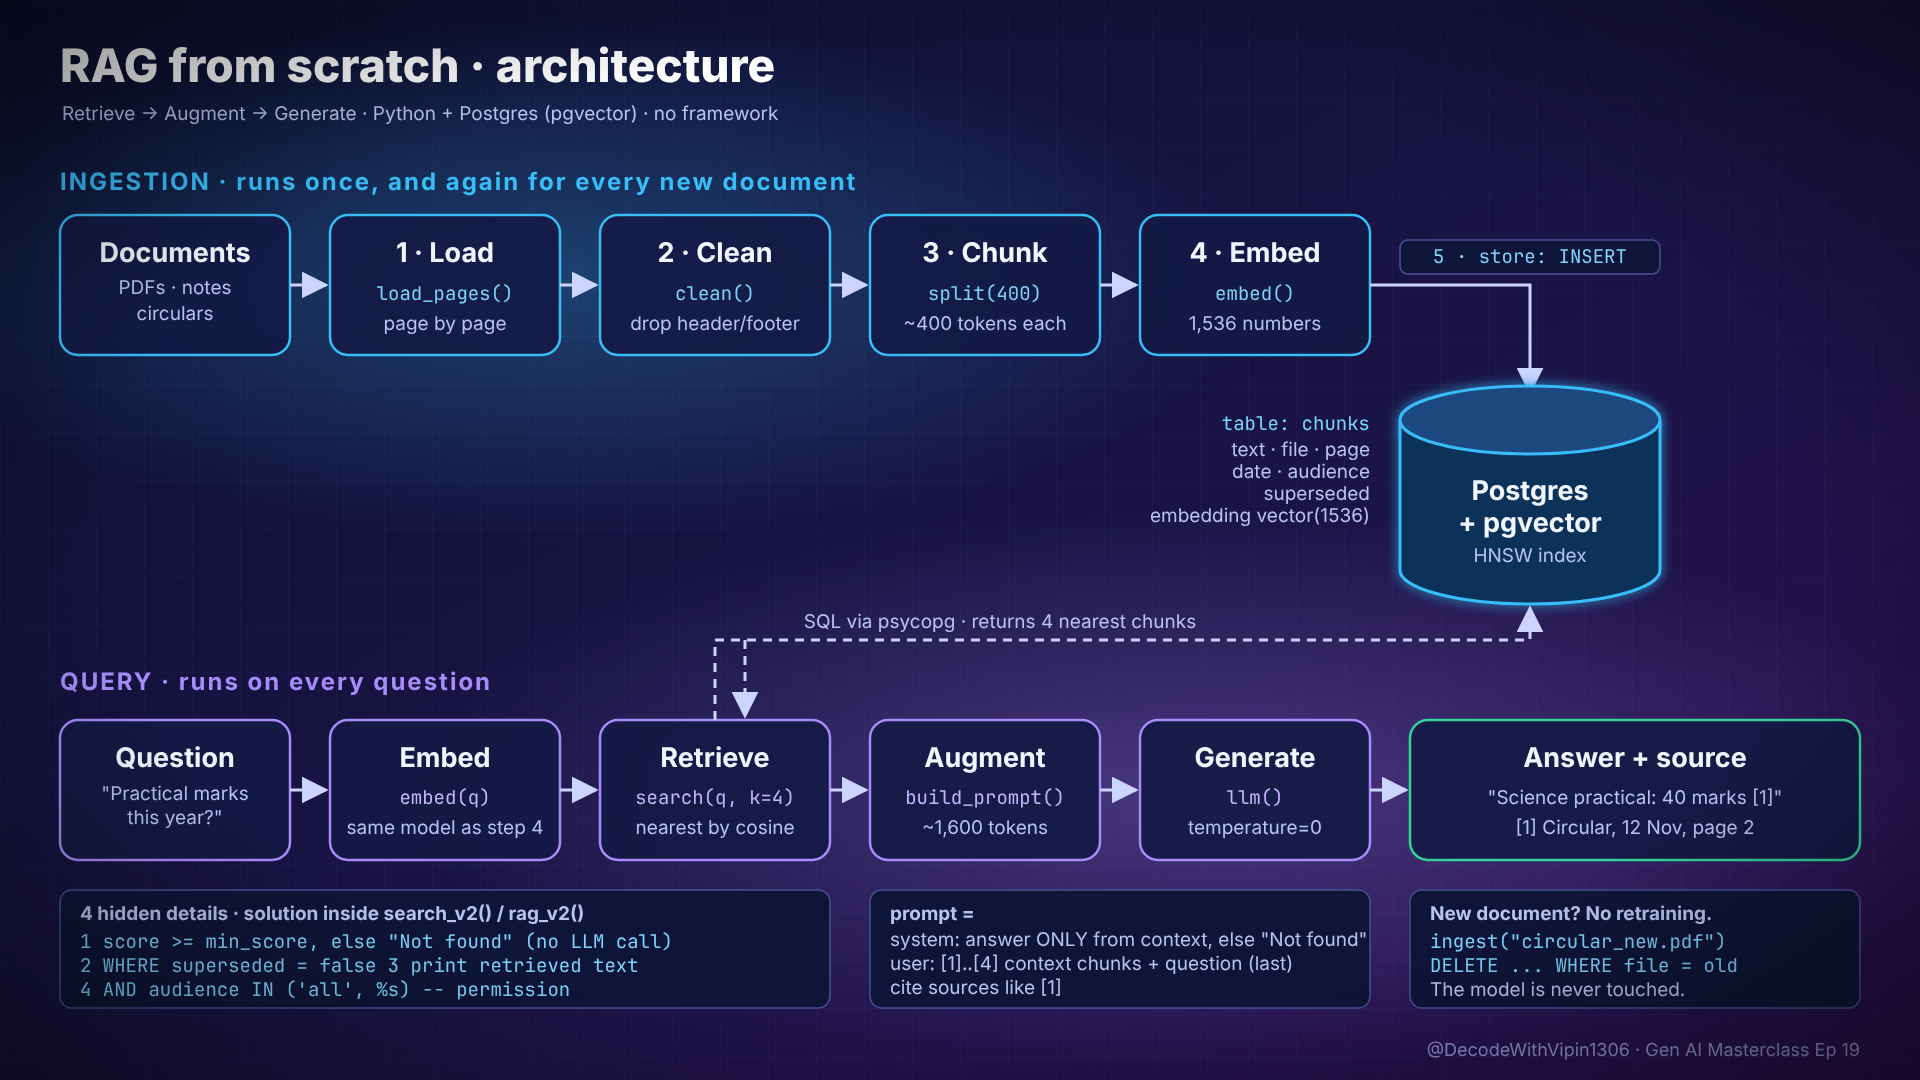 RAG from scratch · architecture
Retrieve → Augment → Generate · Python + Postgres (pgvector) · no framework
INGESTION · runs once, and again for every new document
Documents
PDFs · notes
circulars
1 · Load
load_pages()
page by page
2 · Clean
clean()
drop header/footer
3 · Chunk
split(400)
~400 tokens each
4 · Embed
embed()
1,536 numbers
5 · store: INSERT
table: chunks
text · file · page
date · audience
superseded
embedding vector(1536)
Postgres
+ pgvector
HNSW index
SQL via psycopg · returns 4 nearest chunks
QUERY · runs on every question
Question
"Practical marks
this year?"
Embed
embed(q)
same model as step 4
Retrieve
search(q, k=4)
nearest by cosine
Augment
build_prompt()
~1,600 tokens
Generate
llm()
temperature=0
Answer + source
"Science practical: 40 marks [1]"
[1] Circular, 12 Nov, page 2
4 hidden details · solution inside search_v2() / rag_v2()
1 score >= min_score, else "Not found" (no LLM call)
2 WHERE superseded = false 3 print retrieved text
4 AND audience IN ('all', %s) -- permission
prompt =
system: answer ONLY from context, else "Not found"
user: [1]..[4] context chunks + question (last)
cite sources like [1]
New document? No retraining.
ingest("circular_new.pdf")
DELETE ... WHERE file = old
The model is never touched.
@DecodeWithVipin1306 · Gen AI Masterclass Ep 19